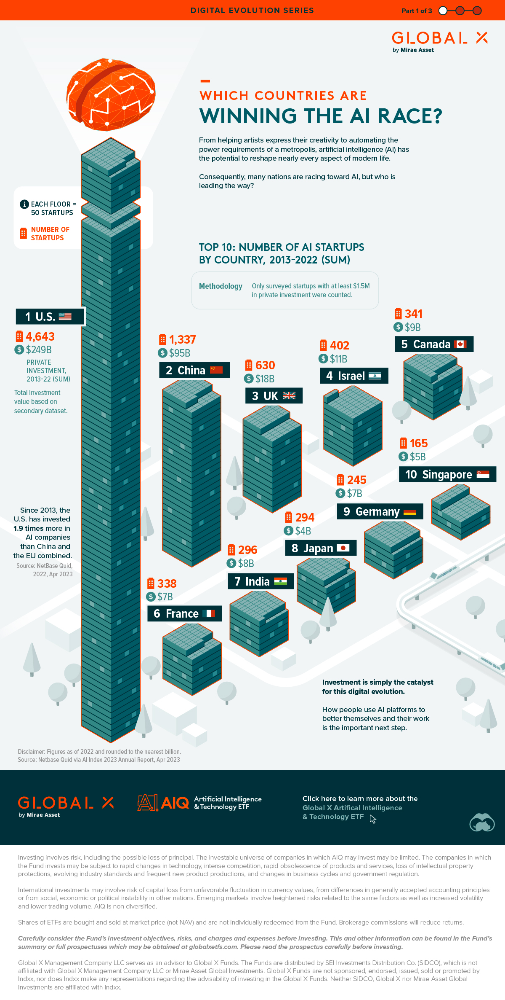 DIGITAL EVOLUTION SERIES
Part 1 of 3
GLOBAL X
by Mirae Asset
WHICH COUNTRIES ARE
WINNING THE AI RACE?
From helping artists express their creativity to automating the
power requirements of a metropolis, artificial intelligence (AI) has
the potential to reshape nearly every aspect of modern life.
Consequently, many nations are racing toward AI, but who is
leading the way?
EACH FLOOR =
50 STARTUPS
NUMBER OF
STARTUPS
TOP 10: NUMBER OF AI STARTUPS
BY COUNTRY, 2013-2022 (SUM)
Methodology
Only surveyed startups with at least $1.5M
in private investment were counted.
1 U.S.
4,643
$249B
PRIVATE
INVESTMENT,
2013-22 (SUM)
Total Investment
value based on
secondary dataset.
1,337
$95B
2 China
630
$18B
3 UK
402
$11B
4 Israel
341
$9B
5 Canada
338
$7B
6 France
296
$8B
7 India
294
$4B
8 Japan
245
$7B
9 Germany
165
$5B
10 Singapore
Since 2013, the
U.S. has invested
1.9 times more in
AI companies
than China and
the EU combined.
Source: NetBase Quid,
2022, Apr 2023
Investment is simply the catalyst
for this digital evolution.
How people use AI platforms to
better themselves and their work
is the important next step.
Disclaimer: Figures as of 2022 and rounded to the nearest billion.
Source: Netbase Quid via AI Index 2023 Annual Report, Apr 2023
GLOBAL X
by Mirae Asset
AI AIQ
Artificial Intelligence
& Technology ETF
Click here to learn more about the
Global X Artifical Intelligence
& Technology ETF
Investing involves risk, including the possible loss of principal. The investable universe of companies in which AIQ may invest may be limited. The companies in which
the Fund invests may be subject to rapid changes in technology, intense competition, rapid obsolescence of products and services, loss of intellectual property
protections, evolving industry standards and frequent new product productions, and changes in business cycles and government regulation.
International investments may involve risk of capital loss from unfavorable fluctuation in currency values, from differences in generally accepted accounting principles
or from social, economic or political instability in other nations. Emerging markets involve heightened risks related to the same factors as well as increased volatility
and lower trading volume. AIQ is non-diversified.
Shares of ETFs are bought and sold at market price (not NAV) and are not individually redeemed from the Fund. Brokerage commissions will reduce returns.
Carefully consider the Fund's investment objectives, risks, and charges and expenses before investing. This and other information can be found in the Fund's
summary or full prospectuses which may be obtained at globalxetfs.com. Please read the prospectus carefully before investing.
Global X Management Company LLC serves as an advisor to Global X Funds. The Funds are distributed by SEI Investments Distribution Co. (SIDCO), which is not
affiliated with Global X Management Company LLC or Mirae Asset Global Investments. Global X Funds are not sponsored, endorsed, issued, sold or promoted by
Indxx, nor does Indxx make any representations regarding the advisability of investing in the Global X Funds. Neither SIDCO, Global X nor Mirae Asset Global
Investments are affiliated with Indxx.